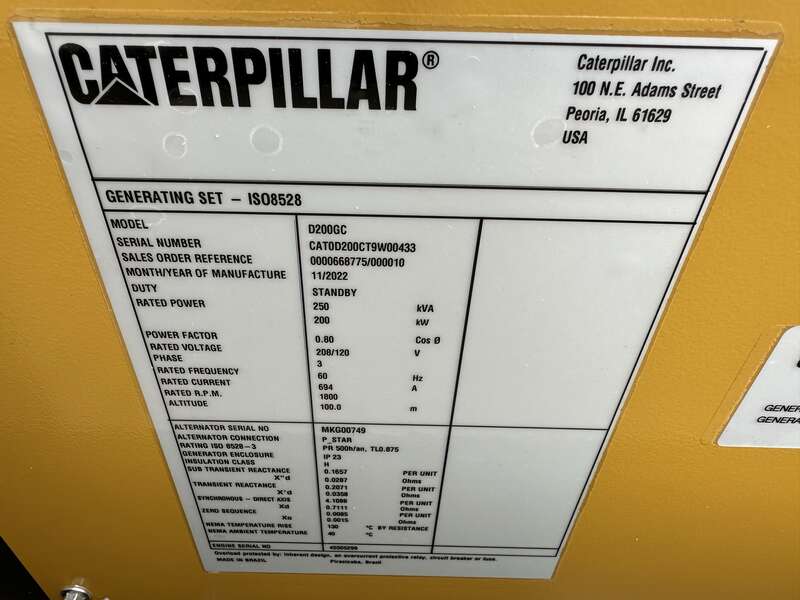 CATERPILLAR®
Caterpillar Inc.
100 N.E. Adams Street
Peoria, IL 61629
USA
GENERATING SET – ISO8528
MODEL D200GC
SERIAL NUMBER CAT0D200CT9W00433
SALES ORDER REFERENCE 0000668775/000010
MONTH/YEAR OF MANUFACTURE 11/2022
DUTY STANDBY
RATED POWER 250 kVA
200 kW
POWER FACTOR 0.80 Cos Ø
RATED VOLTAGE 208/120 V
PHASE 3
RATED FREQUENCY 60 Hz
RATED CURRENT 694 A
RATED R.P.M. 1800
ALTITUDE 100.0 m
ALTERNATOR SERIAL NO MKG00749
ALTERNATOR CONNECTION P_STAR
RATING ISO 8528–3 PR 500h/an, TL0.875
GENERATOR ENCLOSURE IP 23
INSULATION CLASS H
SUB TRANSIENT REACTANCE 0.1657 PER UNIT
X"d 0.0287 Ohms
TRANSIENT REACTANCE 0.2071 PER UNIT
X'd 0.0358 Ohms
SYNCHRONOUS – DIRECT AXIS PER UNIT
Xd 0.7111 Ohms
ZERO SEQUENCE 0.0085 PER UNIT
Xo 0.0015 Ohms
NEMA TEMPERATURE RISE 130 °C BY RESISTANCE
NEMA AMBIENT TEMPERATURE 40 °C
ENGINE SERIAL NO
Overload protected by: inherent design, an overcurrent protective relay, circuit breaker or fuse.
MADE IN BRAZIL Piracicaba, Brazil
GENER
GENERA